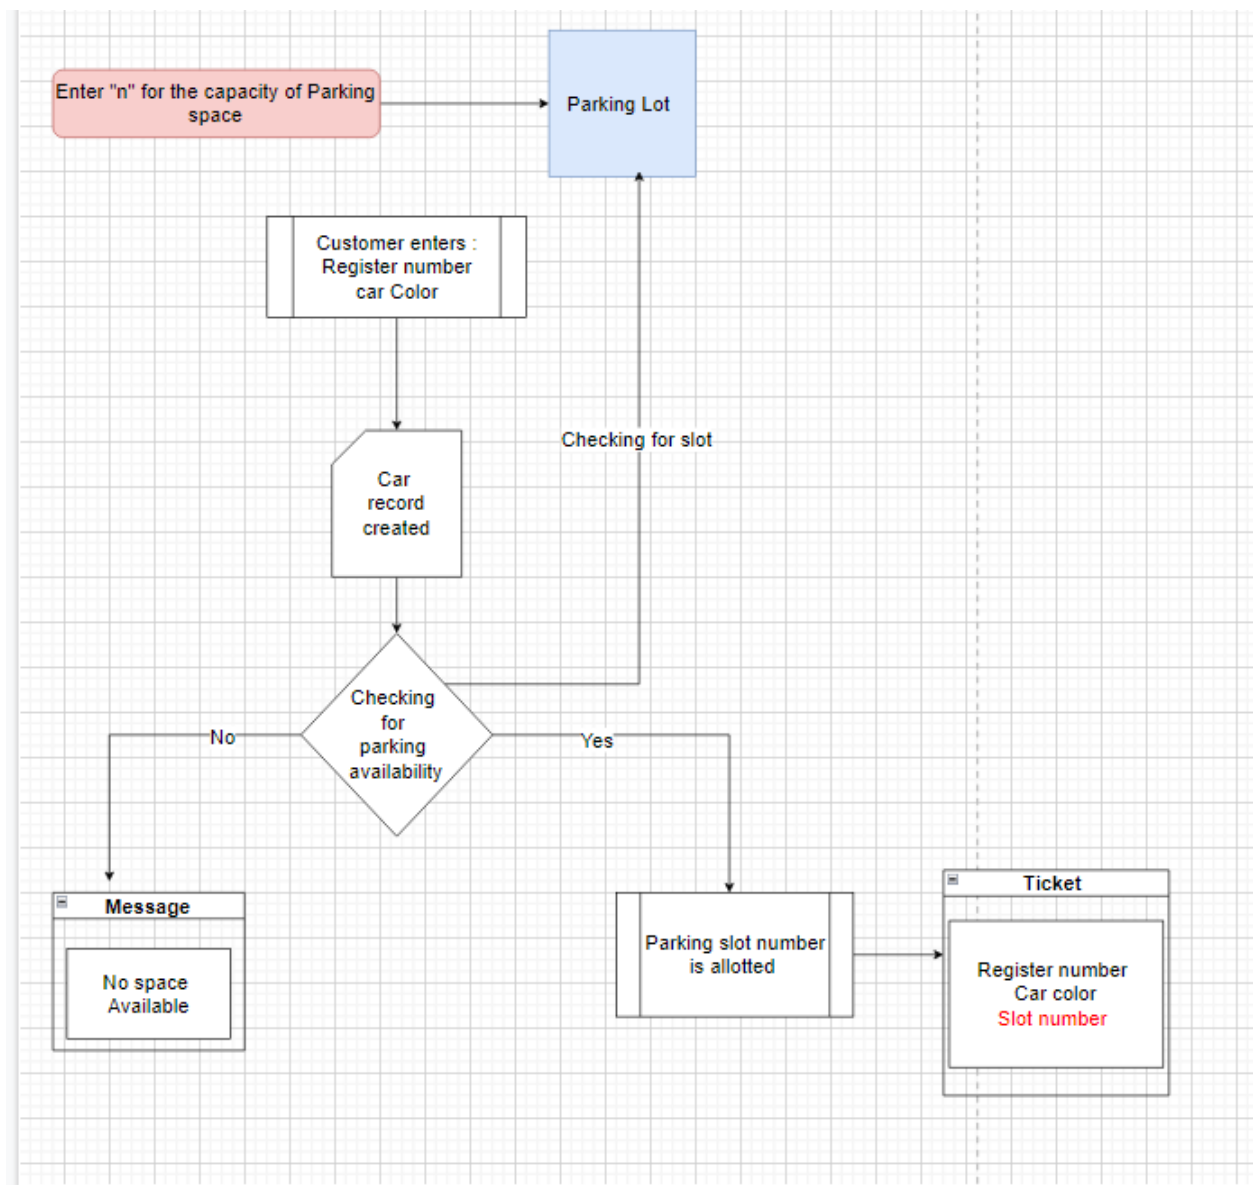 Enter "n" for the capacity of Parking
space
Parking Lot
Customer enters :
Register number
car Color
Checking for slot
Car
record
created
Checking
for
parking
availability
No
Yes
Message
No space
Available
Parking slot number
is allotted
Ticket
Register number
Car color
Slot number